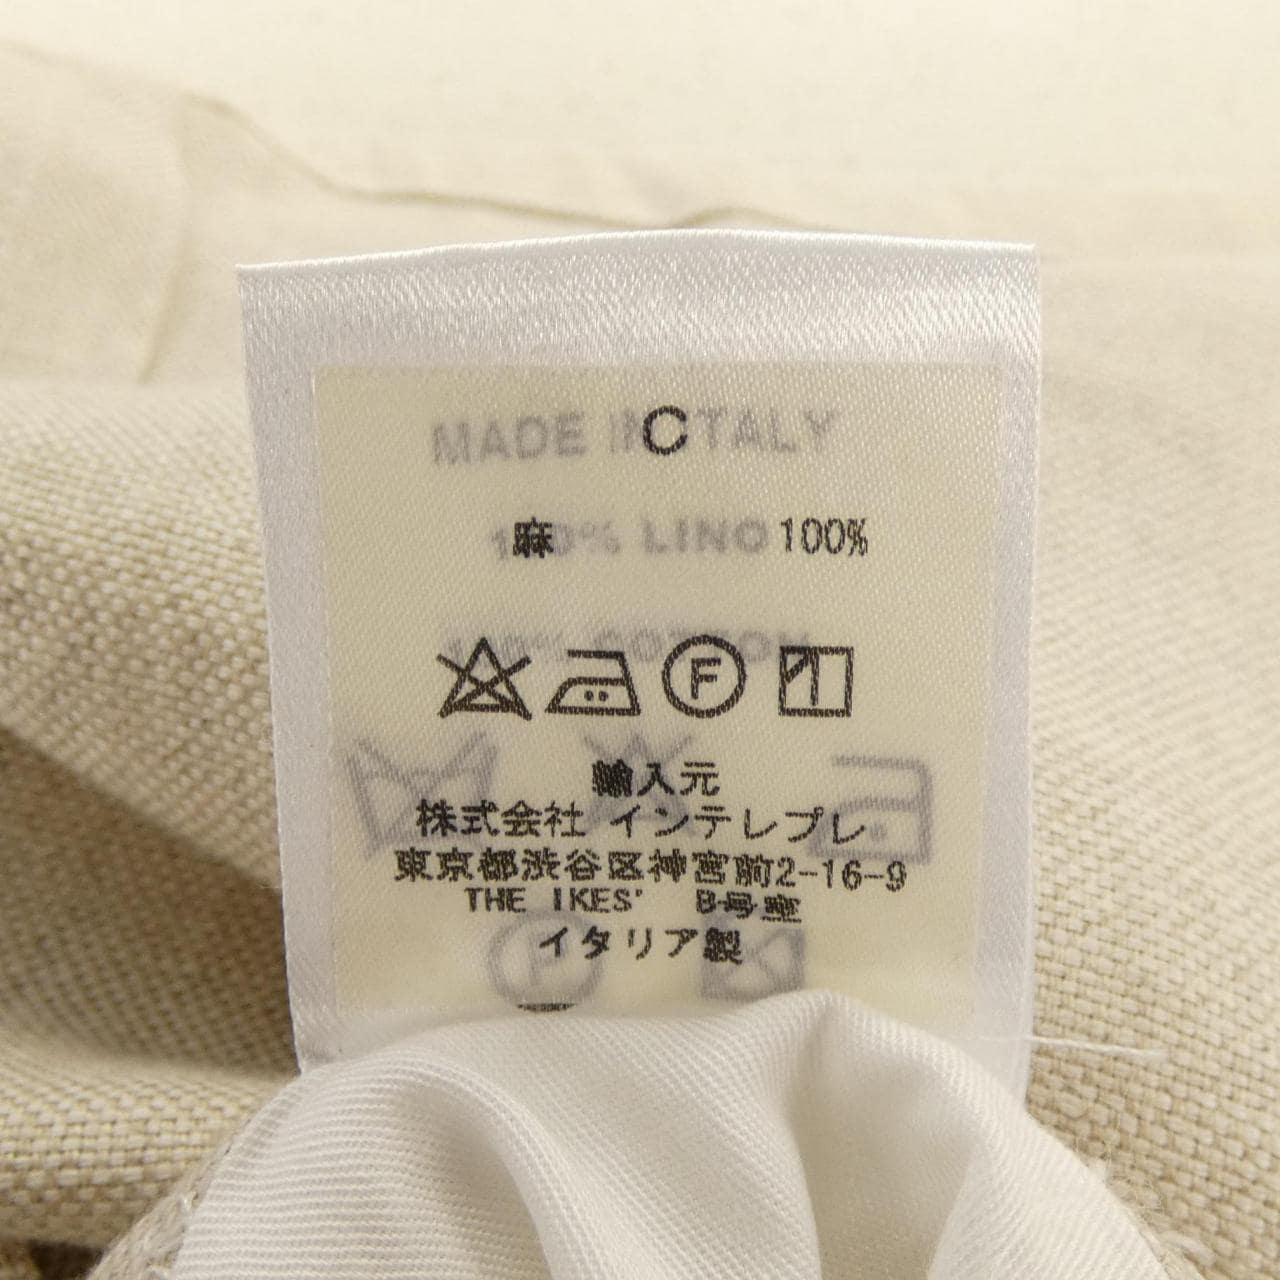 MADE IN ITALY
C
100% LINO
麻 100%
100% COTTON
F
輸入元
株式会社 インテレプレ
東京都渋谷区神宮前2-16-9
THE IKES' B号室
イタリア製
P